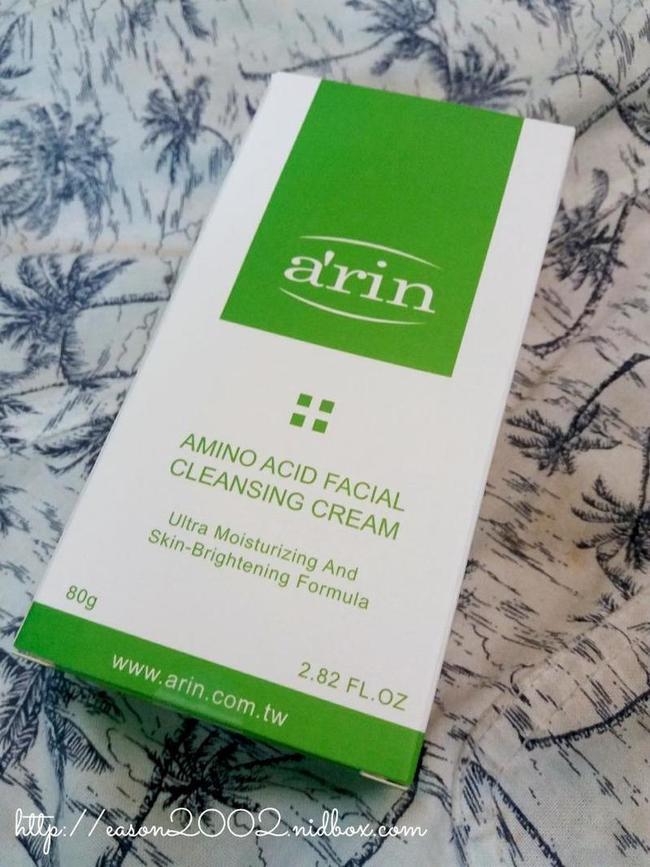 a'rin
AMINO ACID FACIAL
CLEANSING CREAM
Ultra Moisturizing And
Skin-Brightening Formula
80g
2.82 FL.OZ
www.arin.com.tw
http://eason2002.nidbox.com